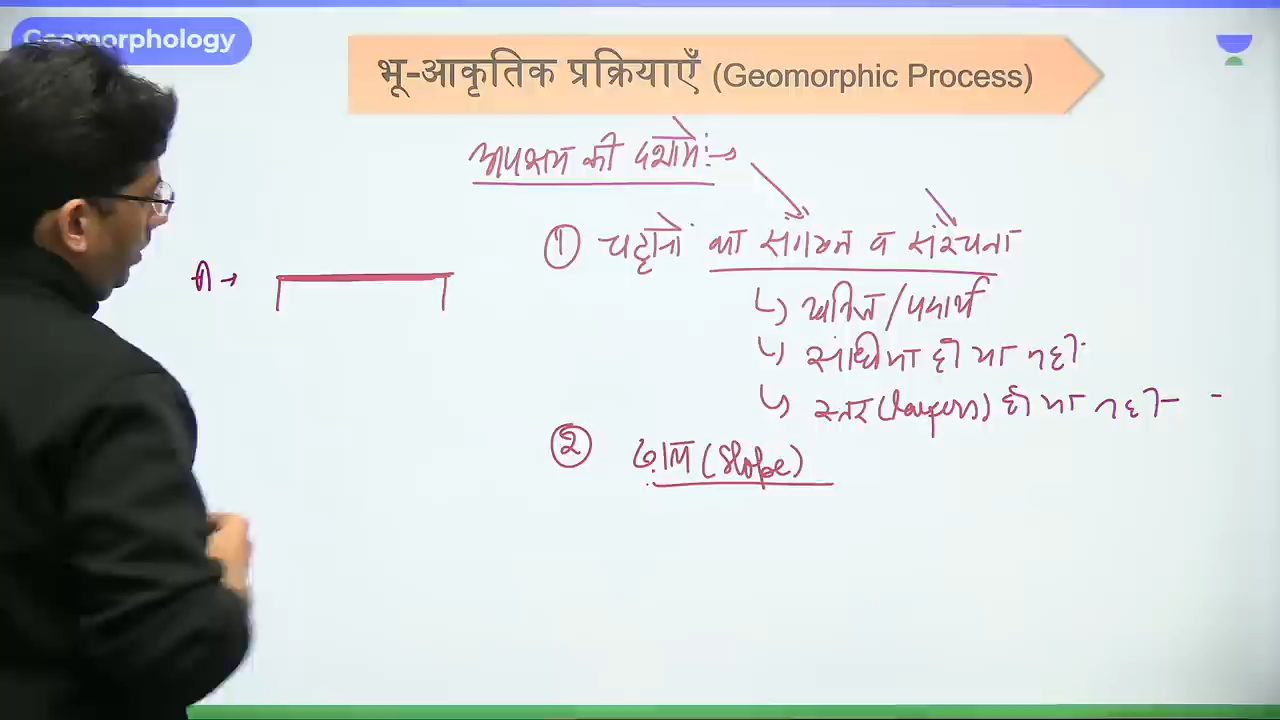 Geomorphology
भू-आकृतिक प्रक्रियाएँ (Geomorphic Process)
अपक्षय की दशायें :→
① चट्टानों का संगठन व संरचना
↳ खनिज/पदार्थ
↳ संधियां हो या नहीं
↳ स्तर (Layers) हो या नहीं -
② ढाल (Slope)